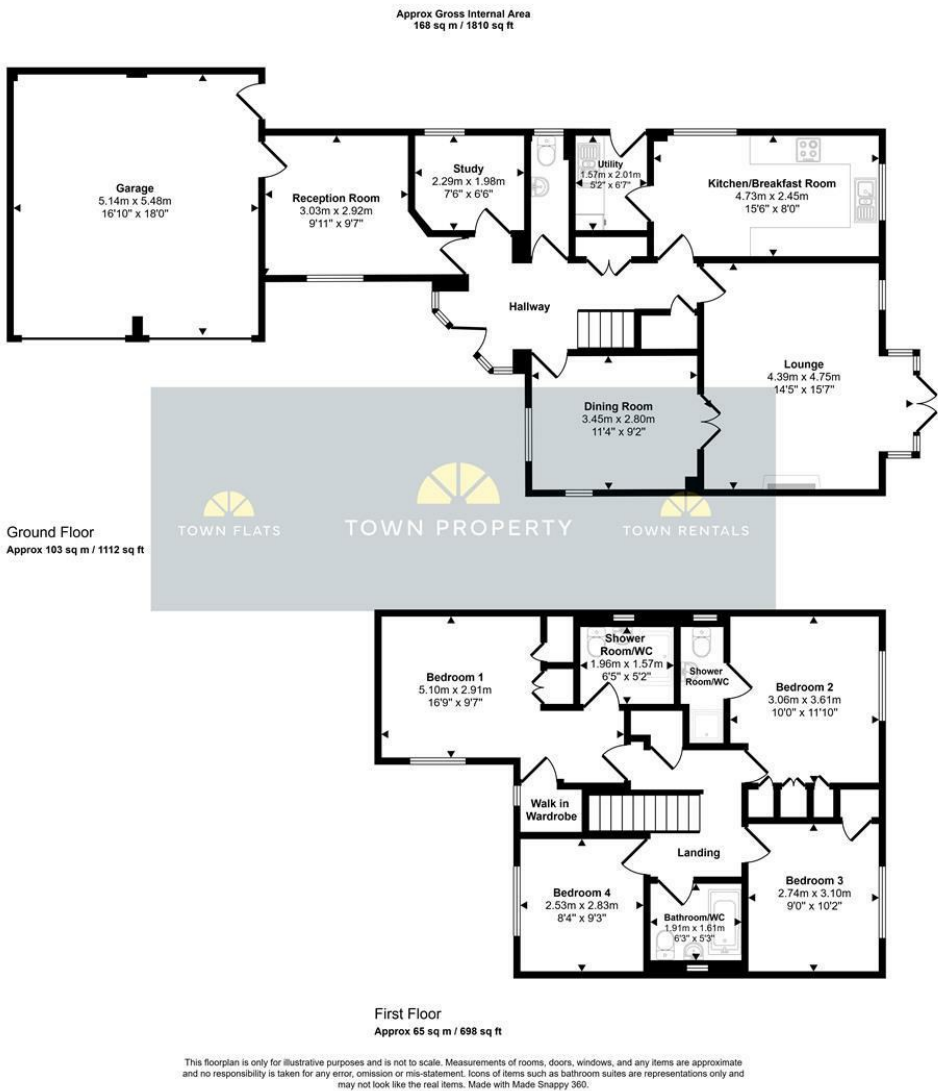 Approx Gross Internal Area
168 sq m / 1810 sq ft
Garage
5.14m x 5.48m
16'10" x 18'0"
Reception Room
3.03m x 2.92m
9'11" x 9'7"
Study
2.29m x 1.98m
7'6" x 6'6"
Utility
1.57m x 2.01m
5'2" x 6'7"
Kitchen/Breakfast Room
4.73m x 2.45m
15'6" x 8'0"
Hallway
Lounge
4.39m x 4.75m
14'5" x 15'7"
Dining Room
3.45m x 2.80m
11'4" x 9'2"
TOWN FLATS
TOWN PROPERTY
TOWN RENTALS
Ground Floor
Approx 103 sq m / 1112 sq ft
Bedroom 1
5.10m x 2.91m
16'9" x 9'7"
Shower
Room/WC
1.96m x 1.57m
6'5" x 5'2"
Shower
Room/WC
Bedroom 2
3.06m x 3.61m
10'0" x 11'10"
Walk in
Wardrobe
Landing
Bedroom 4
2.53m x 2.83m
8'4" x 9'3"
Bathroom/WC
1.91m x 1.61m
6'3" x 5'3"
Bedroom 3
2.74m x 3.10m
9'0" x 10'2"
First Floor
Approx 65 sq m / 698 sq ft
This floorplan is only for illustrative purposes and is not to scale. Measurements of rooms, doors, windows, and any items are approximate
and no responsibility is taken for any error, omission or mis-statement. Icons of items such as bathroom suites are representations only and
may not look like the real items. Made with Made Snappy 360.